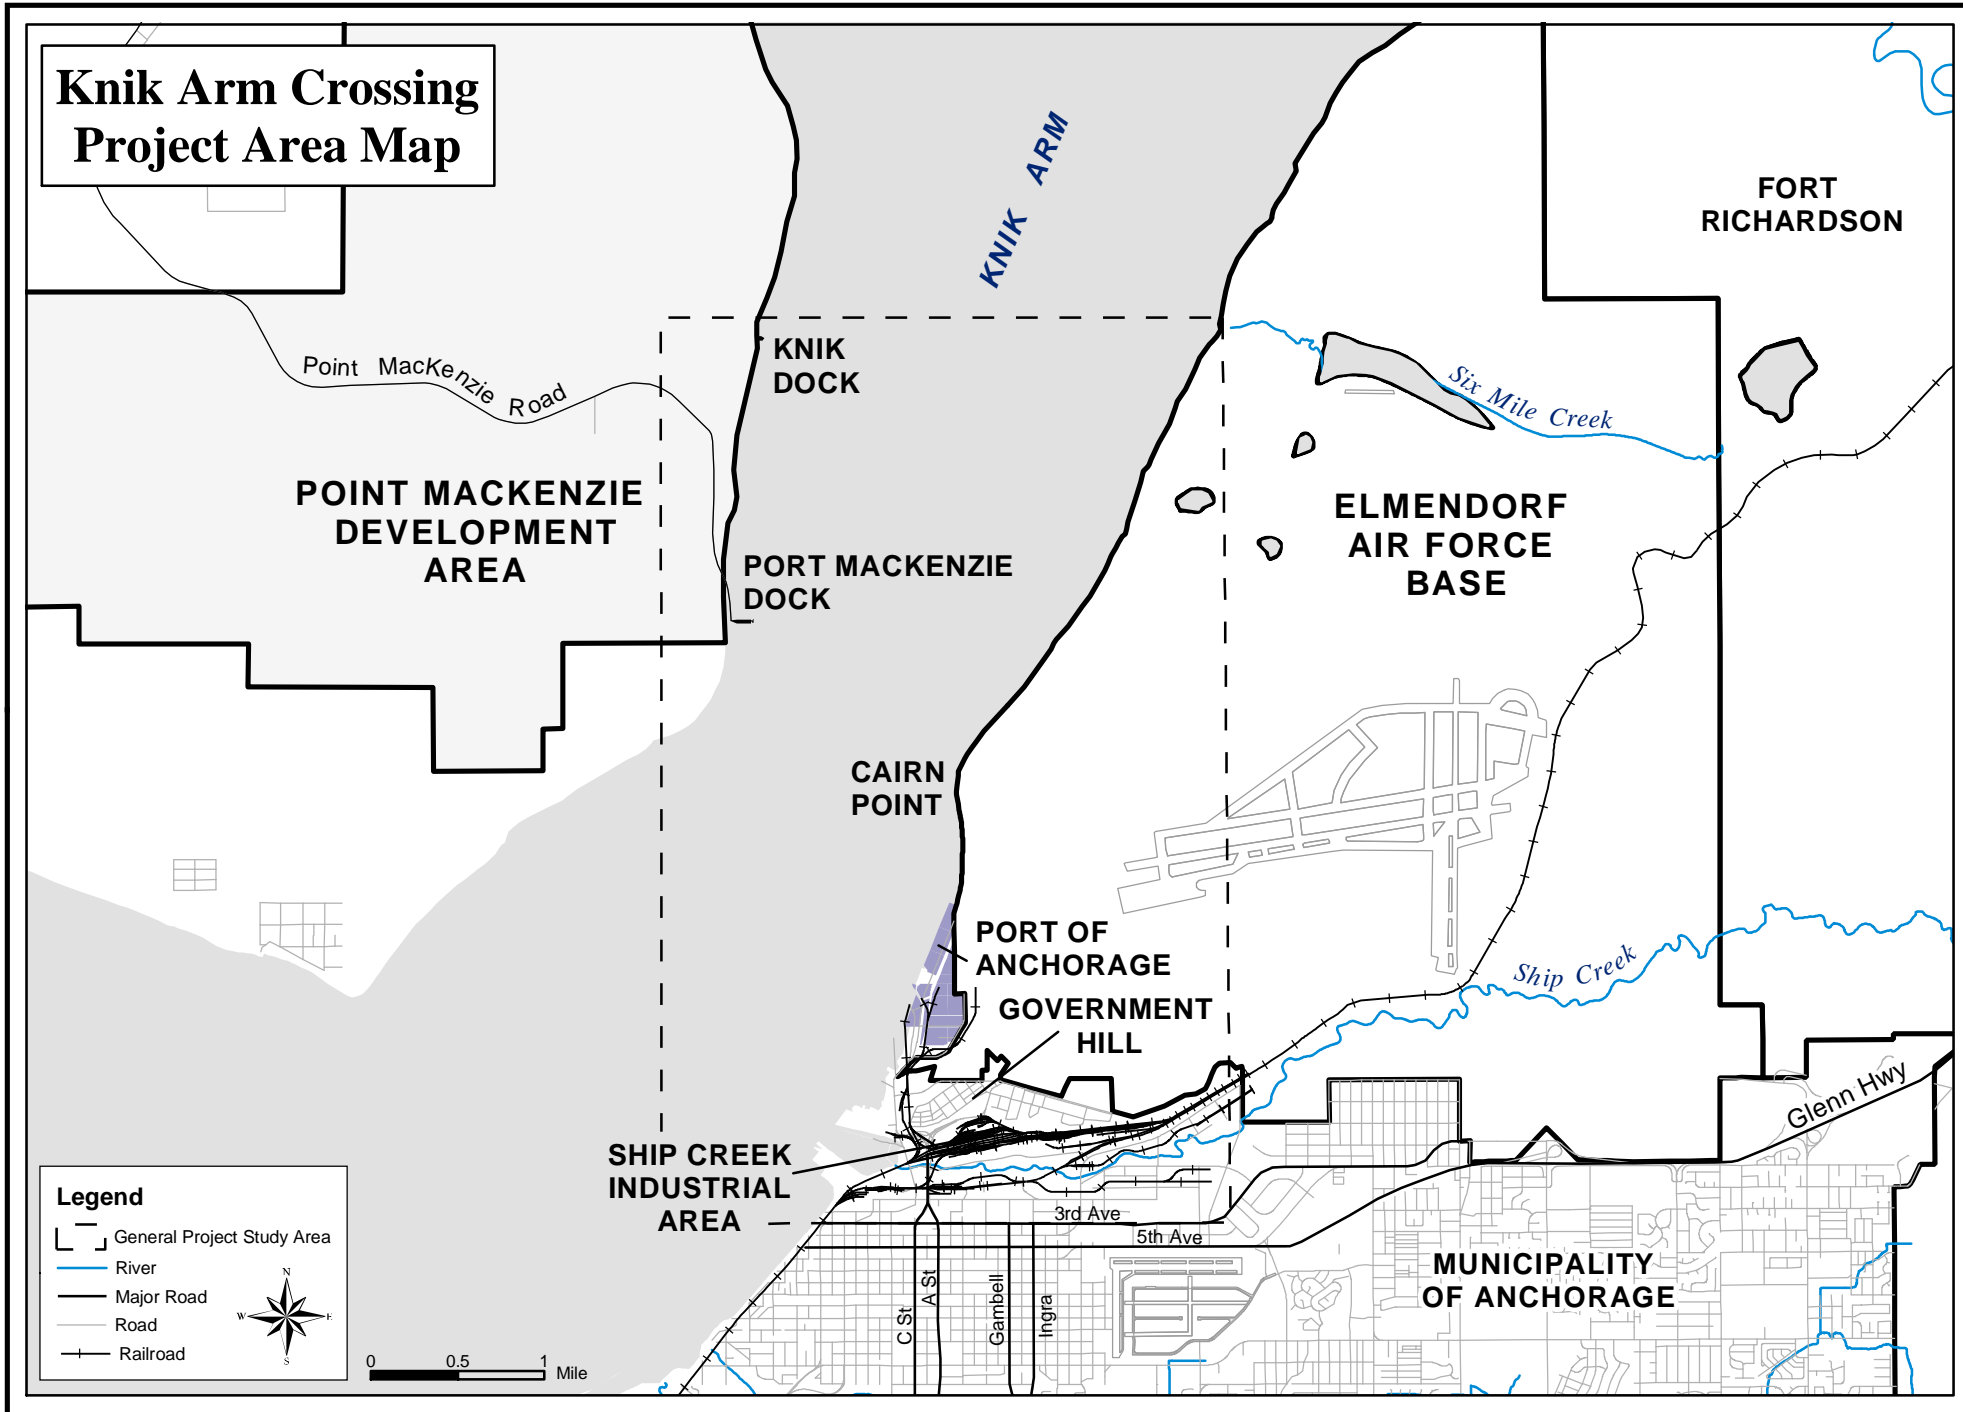 Knik Arm Crossing
Project Area Map
KNIK ARM
FORT
RICHARDSON
KNIK
DOCK
Point MacKenzie Road
Six Mile Creek
POINT MACKENZIE
DEVELOPMENT
AREA
ELMENDORF
AIR FORCE
BASE
PORT MACKENZIE
DOCK
CAIRN
POINT
PORT OF
ANCHORAGE
Ship Creek
GOVERNMENT
HILL
Glenn Hwy
SHIP CREEK
INDUSTRIAL
AREA
3rd Ave
5th Ave
MUNICIPALITY
OF ANCHORAGE
C St
A St
Gambell
Ingra
Legend
General Project Study Area
River
Major Road
Road
Railroad
N
W
E
S
0 0.5 1
Mile